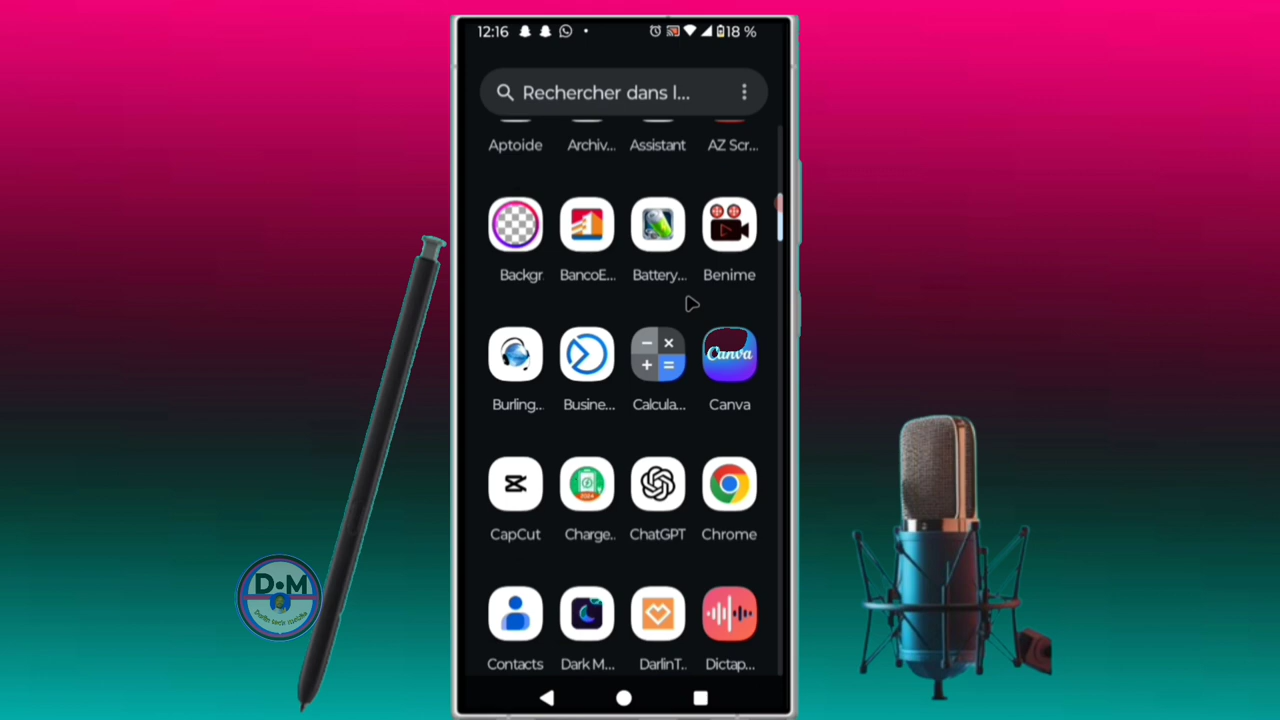 12:16 18 %
Rechercher dans l...
Aptoide Archiv... Assistant AZ Scr...
Backgr BancoE... Battery... Benime
Canva
Burling... Busine... Calcula... Canva
2024
CapCut Charge.. ChatGPT Chrome
D•M
Contacts Dark M... DarlinT.. Dictap...